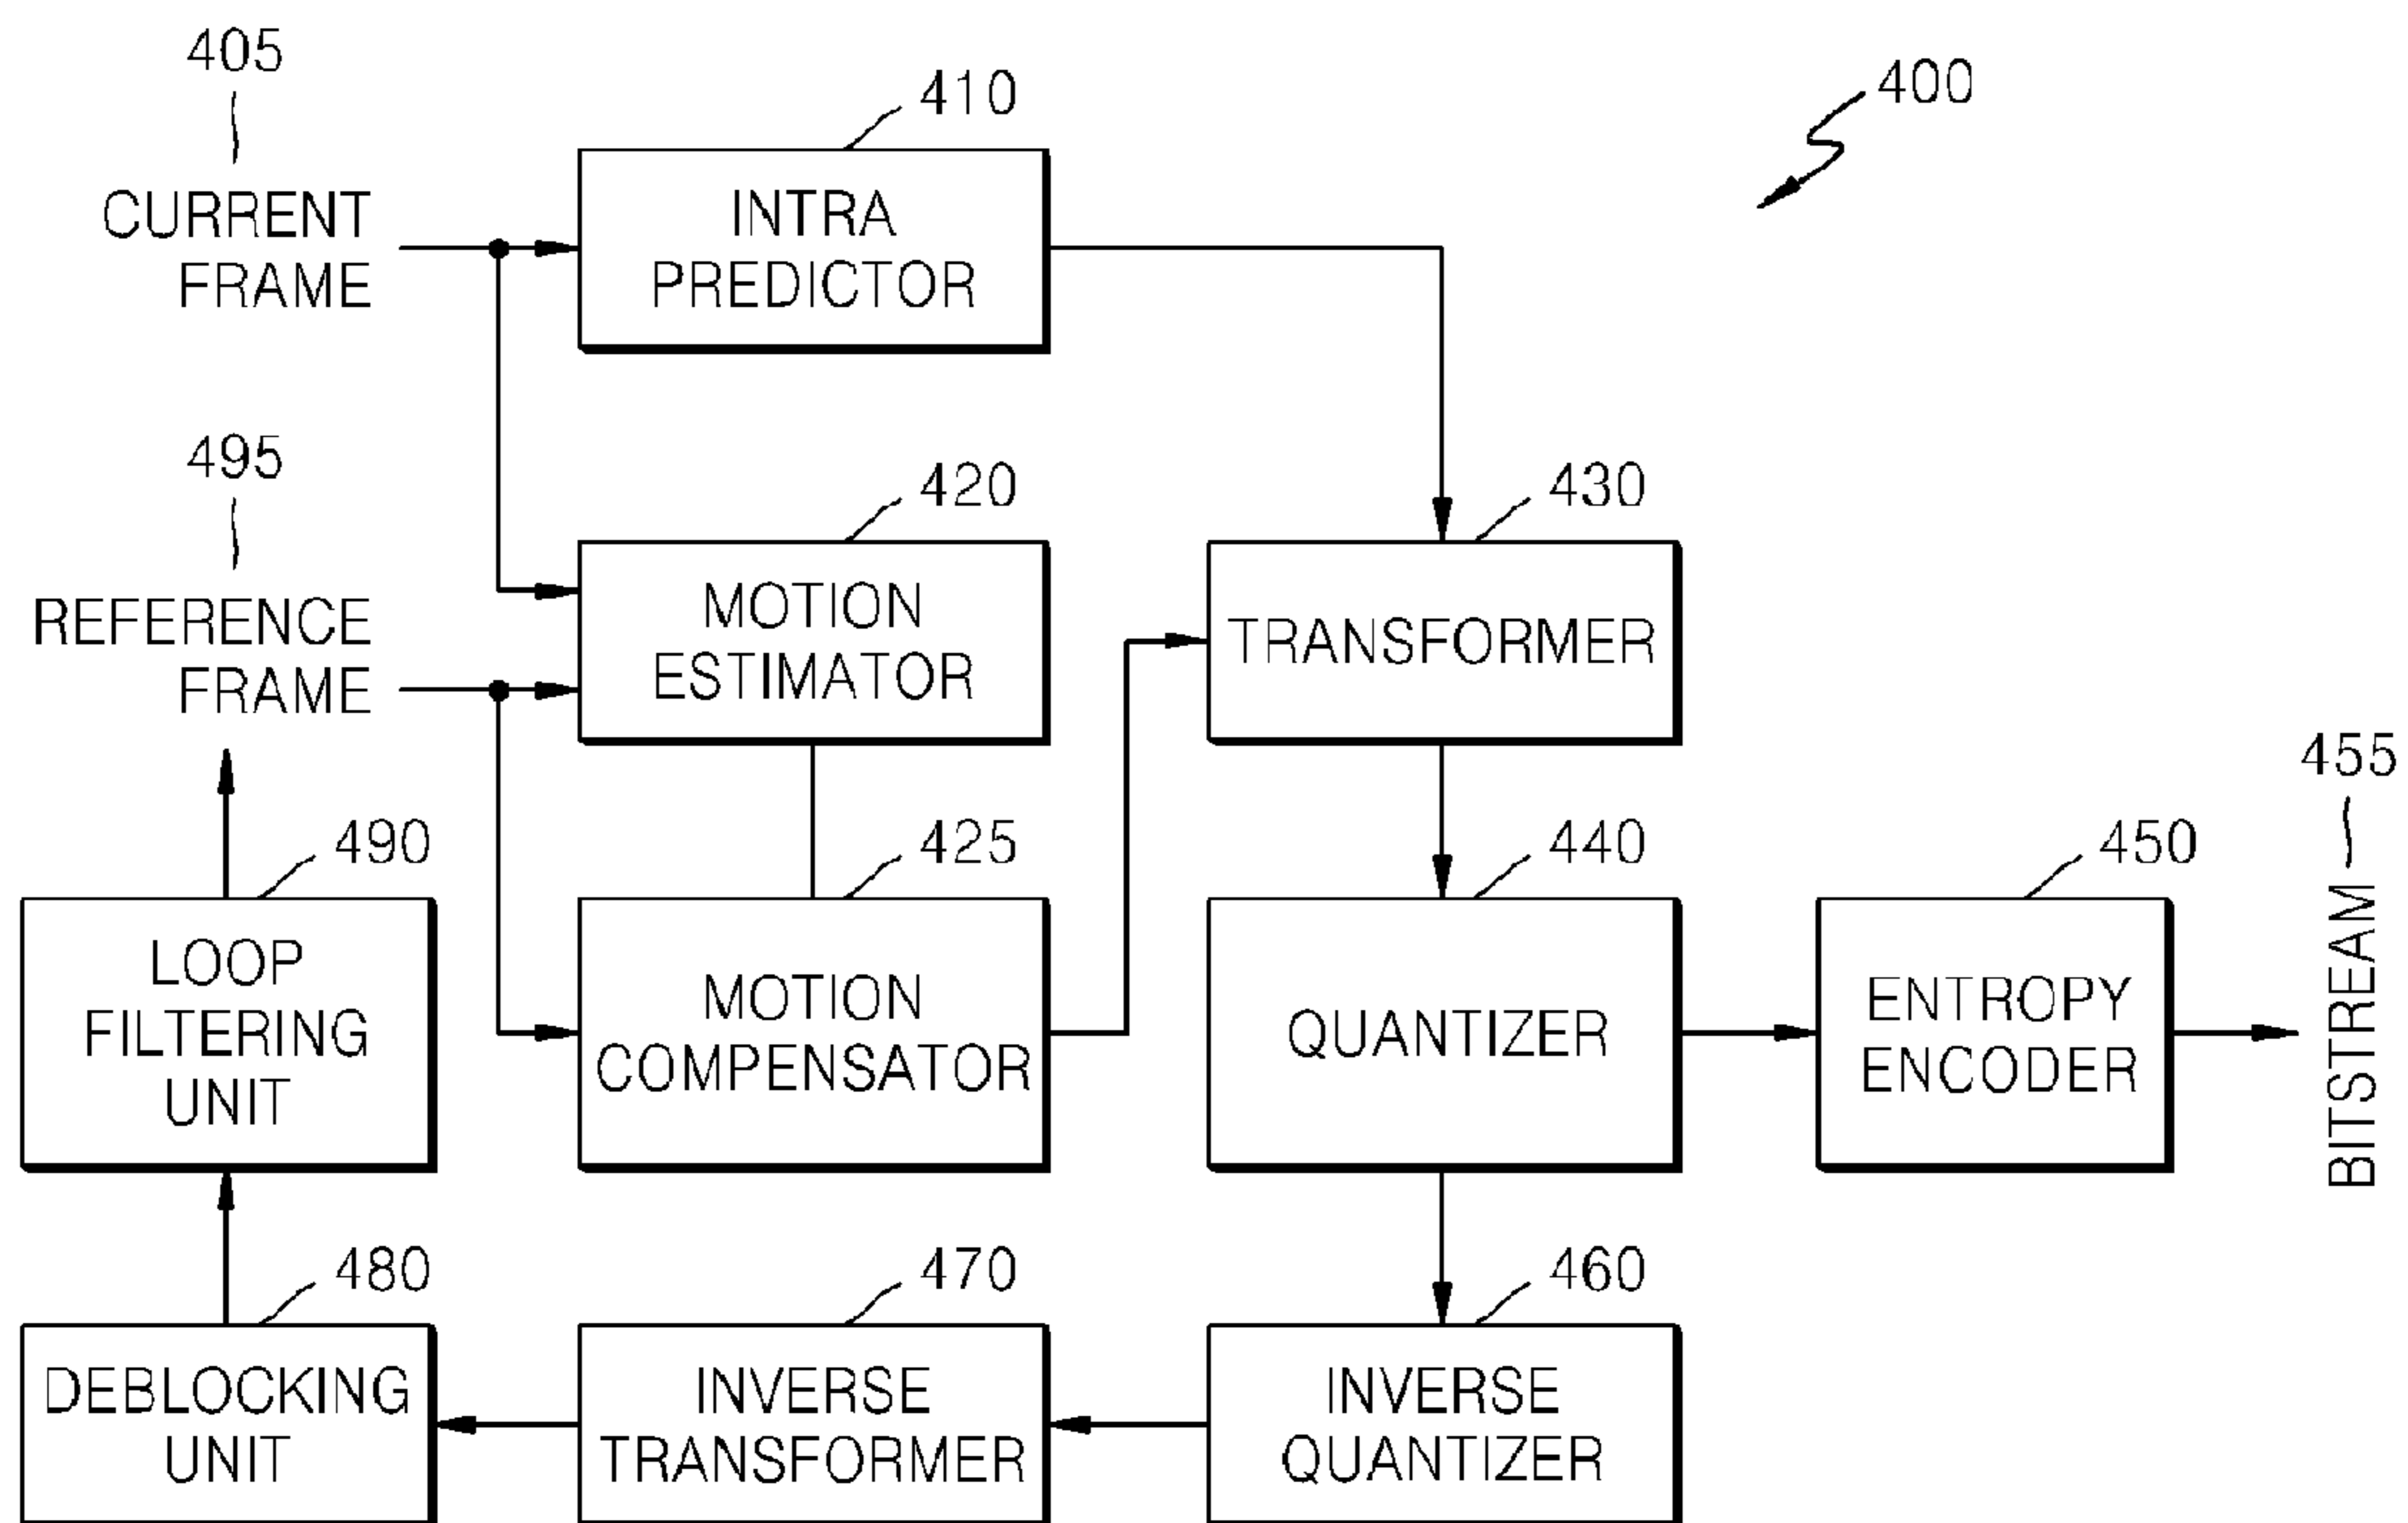 405
410
400
CURRENT
FRAME
INTRA
PREDICTOR
495
420
430
REFERENCE
FRAME
MOTION
ESTIMATOR
TRANSFORMER
455
490
425
440
450
LOOP
FILTERING
UNIT
MOTION
COMPENSATOR
QUANTIZER
ENTROPY
ENCODER
BITSTREAM
480
470
460
DEBLOCKING
UNIT
INVERSE
TRANSFORMER
INVERSE
QUANTIZER